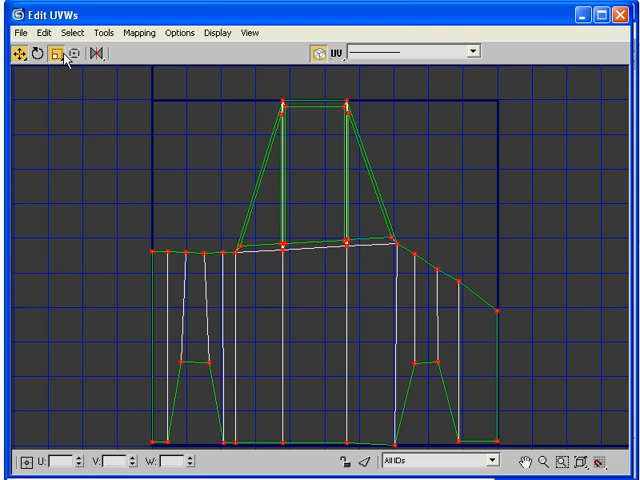 Edit UVWs
File Edit Select Tools Mapping Options Display View
UV
U: V: W: All IDs